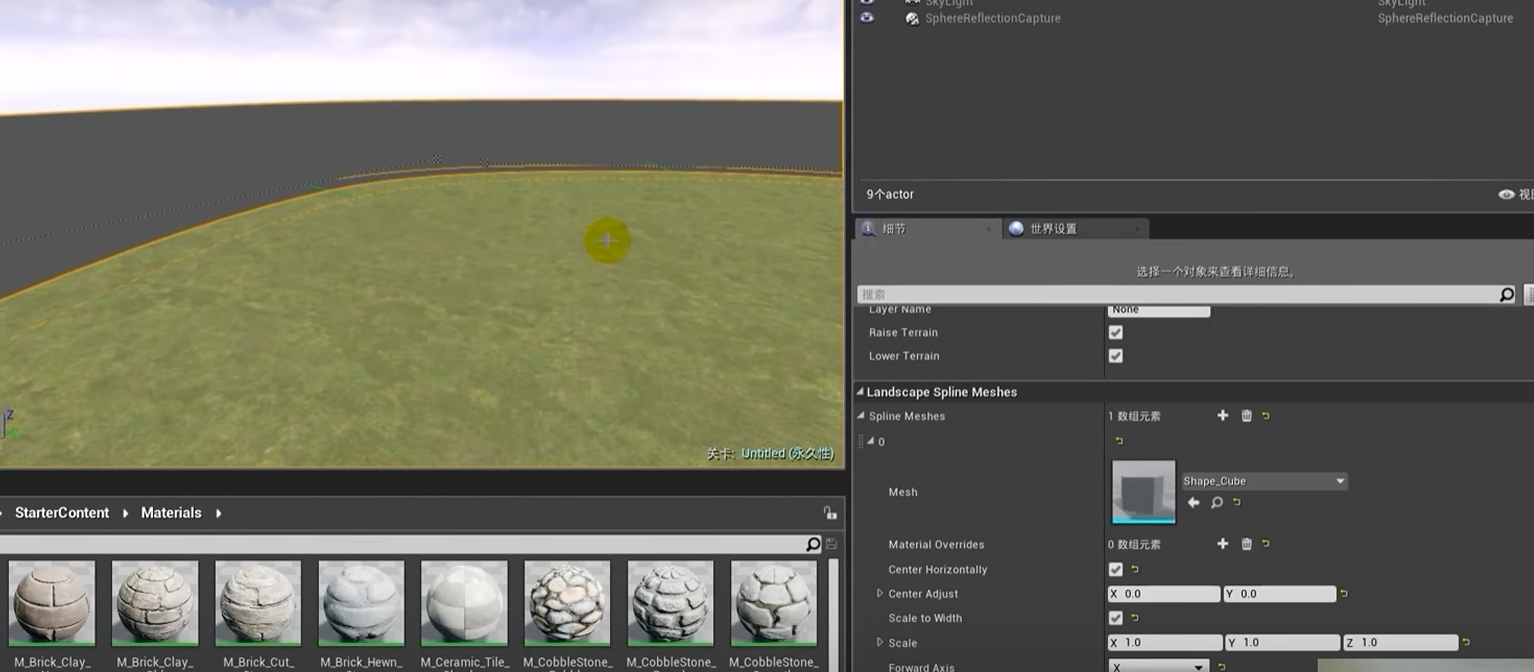 SkyLight SkyLight
SphereReflectionCapture SphereReflectionCapture
9个actor
细节 世界设置
选择一个对象来查看详细信息。
搜索
Layer Name None
Raise Terrain
Lower Terrain
Landscape Spline Meshes
Spline Meshes 1 数组元素
0
Mesh Shape_Cube
Material Overrides 0 数组元素
Center Horizontally
Center Adjust X 0.0 Y 0.0
Scale to Width
Scale X 1.0 Y 1.0 Z 1.0
Forward Axis X
Z
关卡: Untitled (永久性)
StarterContent Materials
M_Brick_Clay_ M_Brick_Clay_ M_Brick_Cut_ M_Brick_Hewn_ M_Ceramic_Tile_ M_CobbleStone_ M_CobbleStone_ M_CobbleStone_